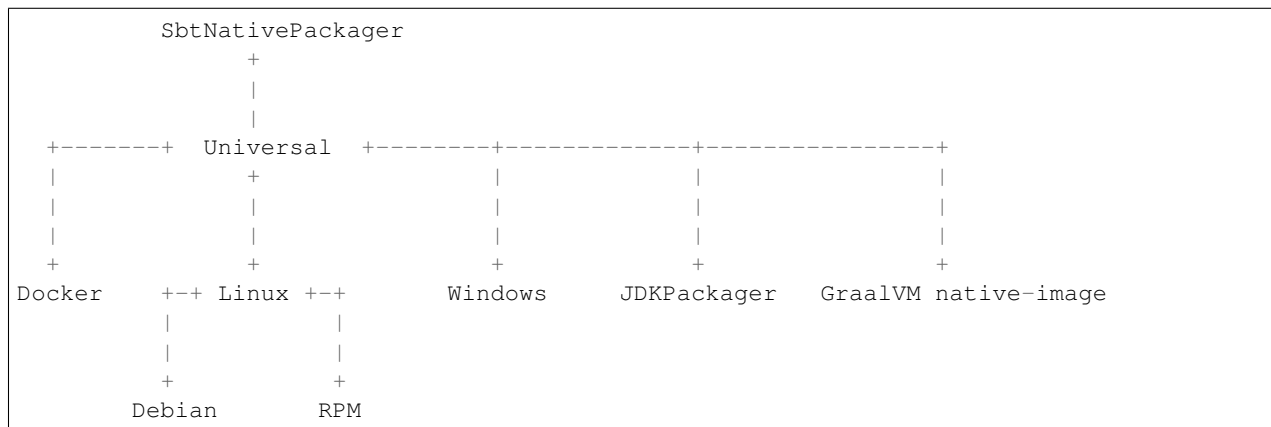 SbtNativePackager
+
|
|
+-------+ Universal +--------+-------------+----------------+
| + | | |
| | | | |
| | | | |
+ + + + +
Docker +-+ Linux +-+ Windows JDKPackager GraalVM native-image
| |
| |
+ +
Debian RPM